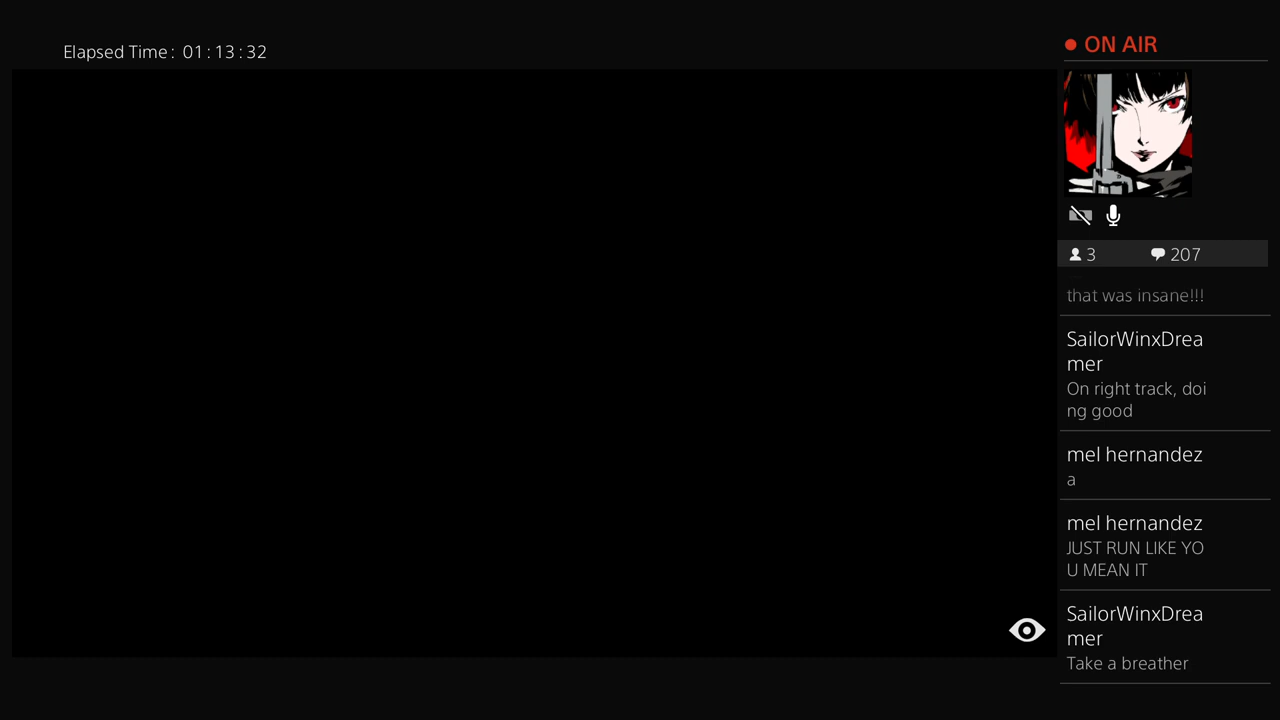 Elapsed Time: 01:13:32
ON AIR
3 207
that was insane!!!
SailorWinxDrea
mer
On right track, doi
ng good
mel hernandez
a
mel hernandez
JUST RUN LIKE YO
U MEAN IT
SailorWinxDrea
mer
Take a breather